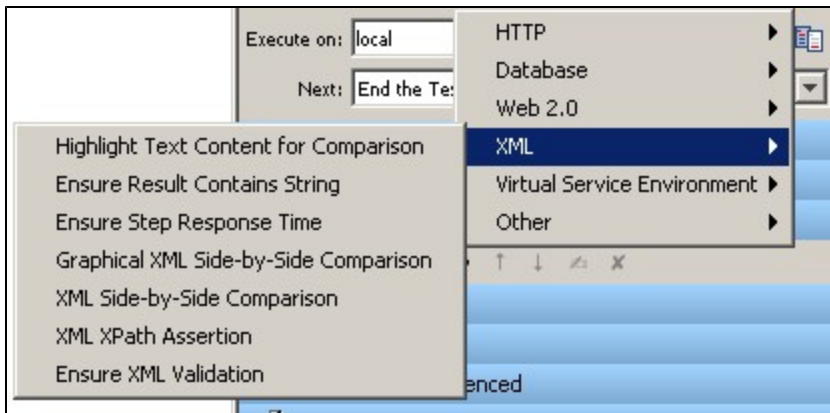 Execute on: local
Next: End the Te
HTTP
Database
Web 2.0
XML
Virtual Service Environment
Other
Highlight Text Content for Comparison
Ensure Result Contains String
Ensure Step Response Time
Graphical XML Side-by-Side Comparison
XML Side-by-Side Comparison
XML XPath Assertion
Ensure XML Validation
enced